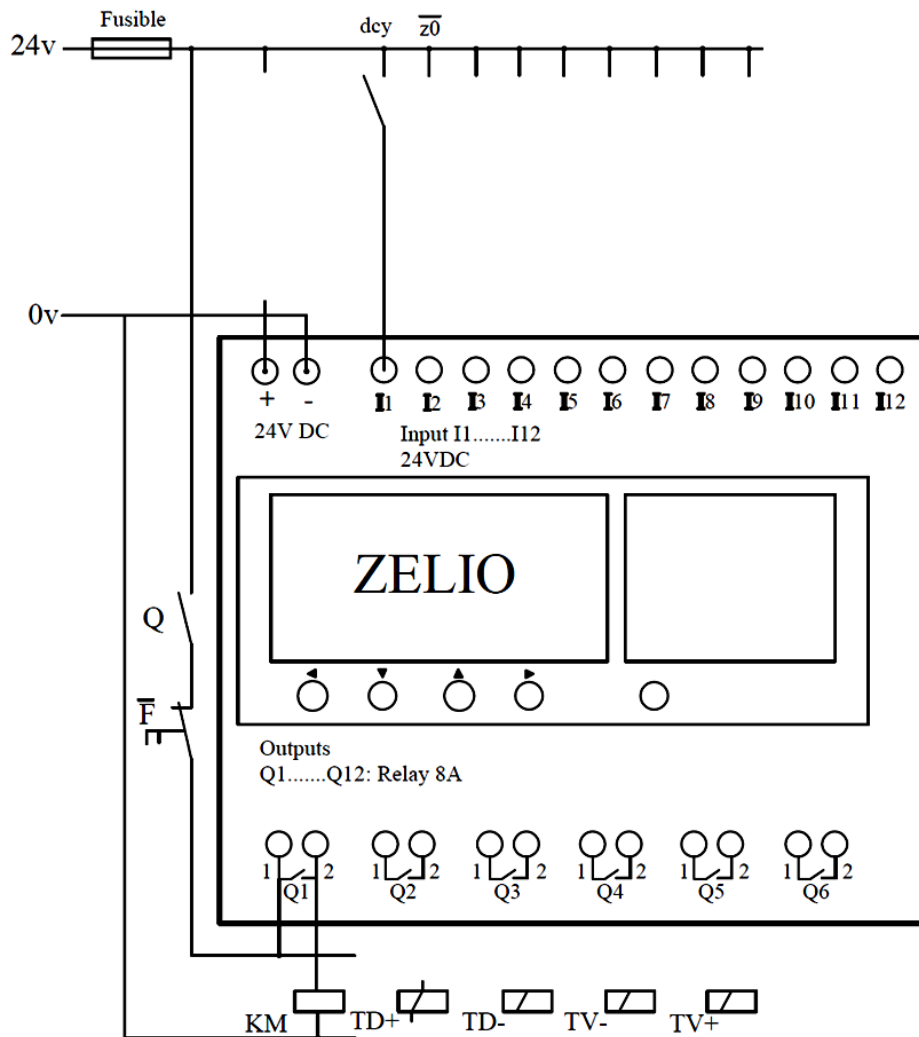 Fusible
dcy z̅0̅
24v
0v
+ - I1 I2 I3 I4 I5 I6 I7 I8 I9 I10 I11 I12
24V DC
Input I1.......I12
24VDC
ZELIO
Q
F̅
Outputs
Q1.......Q12: Relay 8A
1 2 1 2 1 2 1 2 1 2 1 2
Q1 Q2 Q3 Q4 Q5 Q6
KM TD+ TD- TV- TV+